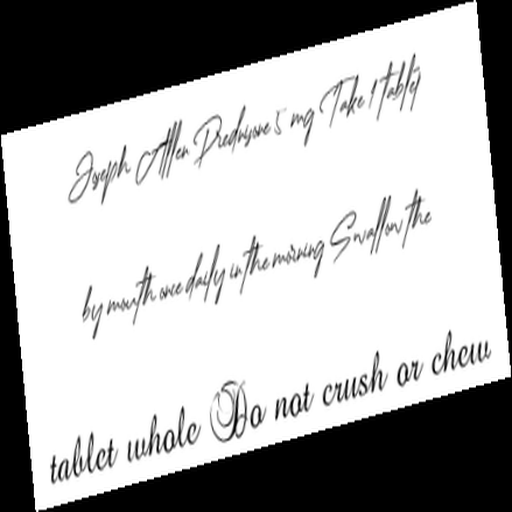 Joseph Allen Prednisone 5 mg Take 1 tablet
by mouth once daily in the morning Swallow the
tablet whole Do not crush or chew